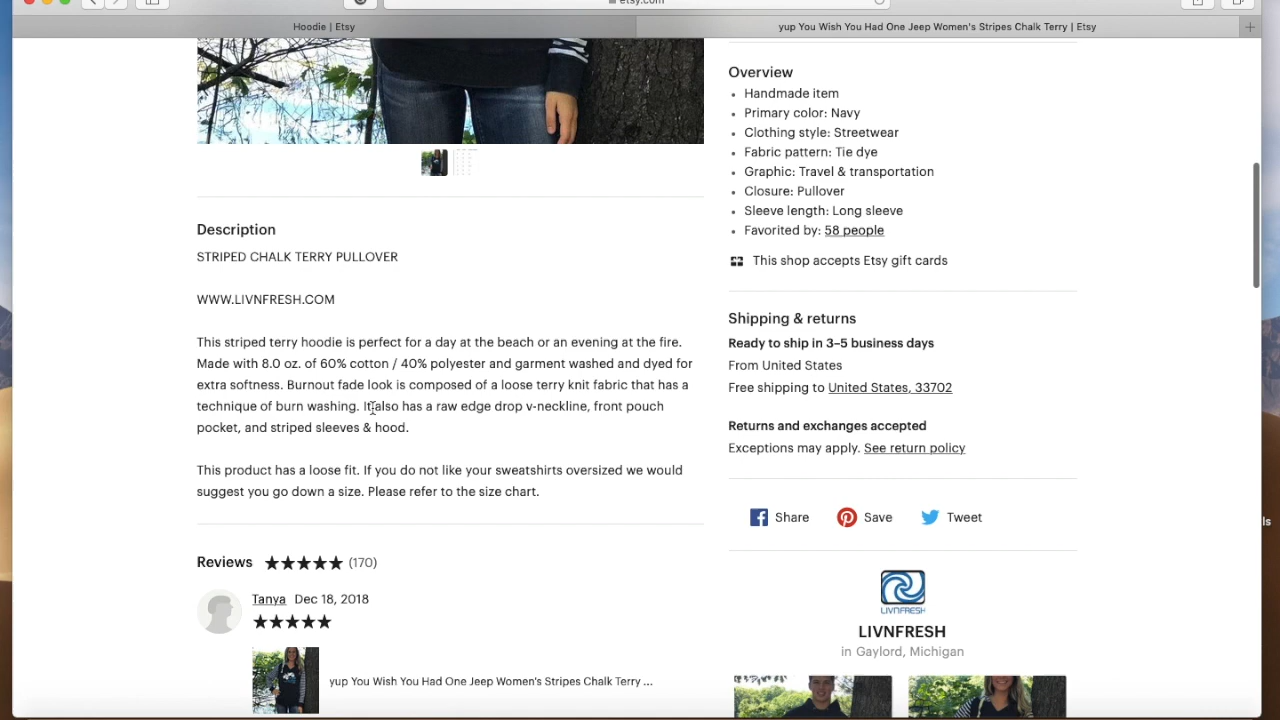 etsy.com
Hoodie | Etsy
yup You Wish You Had One Jeep Women's Stripes Chalk Terry | Etsy
Overview
Handmade item
Primary color: Navy
Clothing style: Streetwear
Fabric pattern: Tie dye
Graphic: Travel & transportation
Closure: Pullover
Sleeve length: Long sleeve
Favorited by: 58 people
This shop accepts Etsy gift cards
Description
STRIPED CHALK TERRY PULLOVER
WWW.LIVNFRESH.COM
This striped terry hoodie is perfect for a day at the beach or an evening at the fire.
Made with 8.0 oz. of 60% cotton / 40% polyester and garment washed and dyed for
extra softness. Burnout fade look is composed of a loose terry knit fabric that has a
technique of burn washing. It also has a raw edge drop v-neckline, front pouch
pocket, and striped sleeves & hood.
This product has a loose fit. If you do not like your sweatshirts oversized we would
suggest you go down a size. Please refer to the size chart.
Shipping & returns
Ready to ship in 3–5 business days
From United States
Free shipping to United States, 33702
Returns and exchanges accepted
Exceptions may apply. See return policy
Share Save Tweet
Reviews (170)
Tanya Dec 18, 2018
yup You Wish You Had One Jeep Women's Stripes Chalk Terry ...
LIVNFRESH
LIVNFRESH
in Gaylord, Michigan
ls